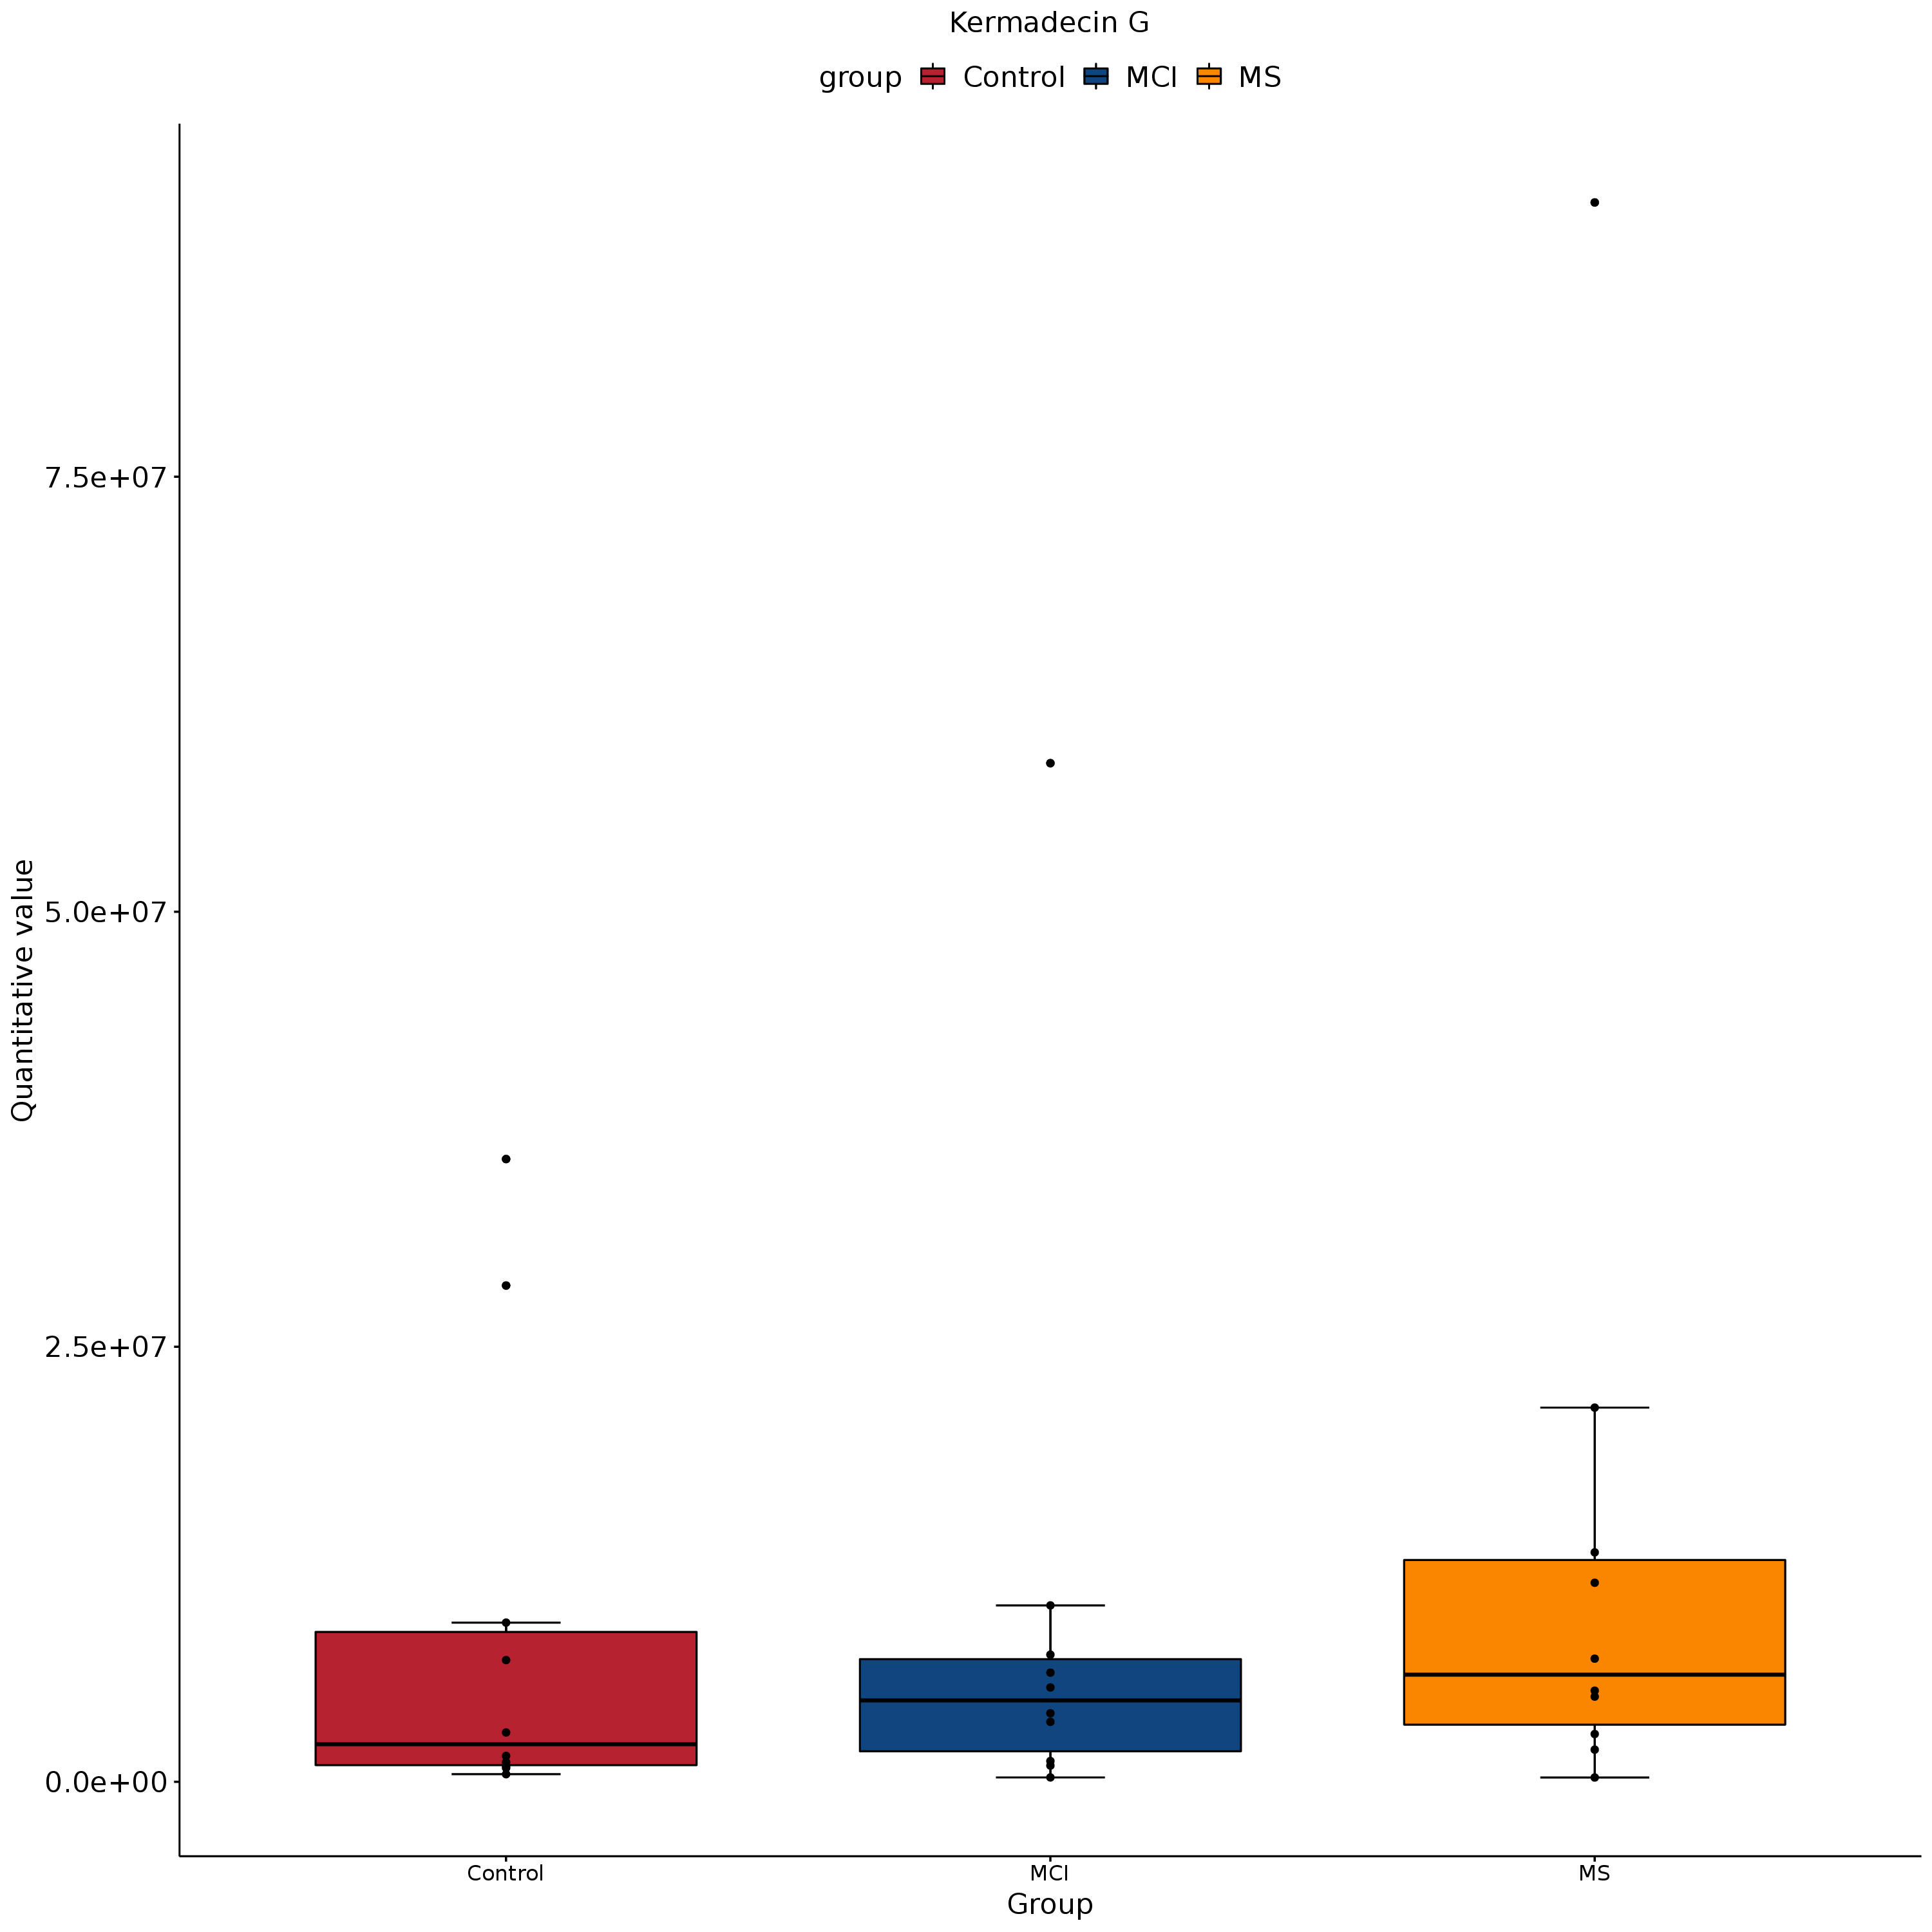 Kermadecin G
group Control MCI MS
Quantitative value
7.5e+07
5.0e+07
2.5e+07
0.0e+00
Control MCI MS
Group